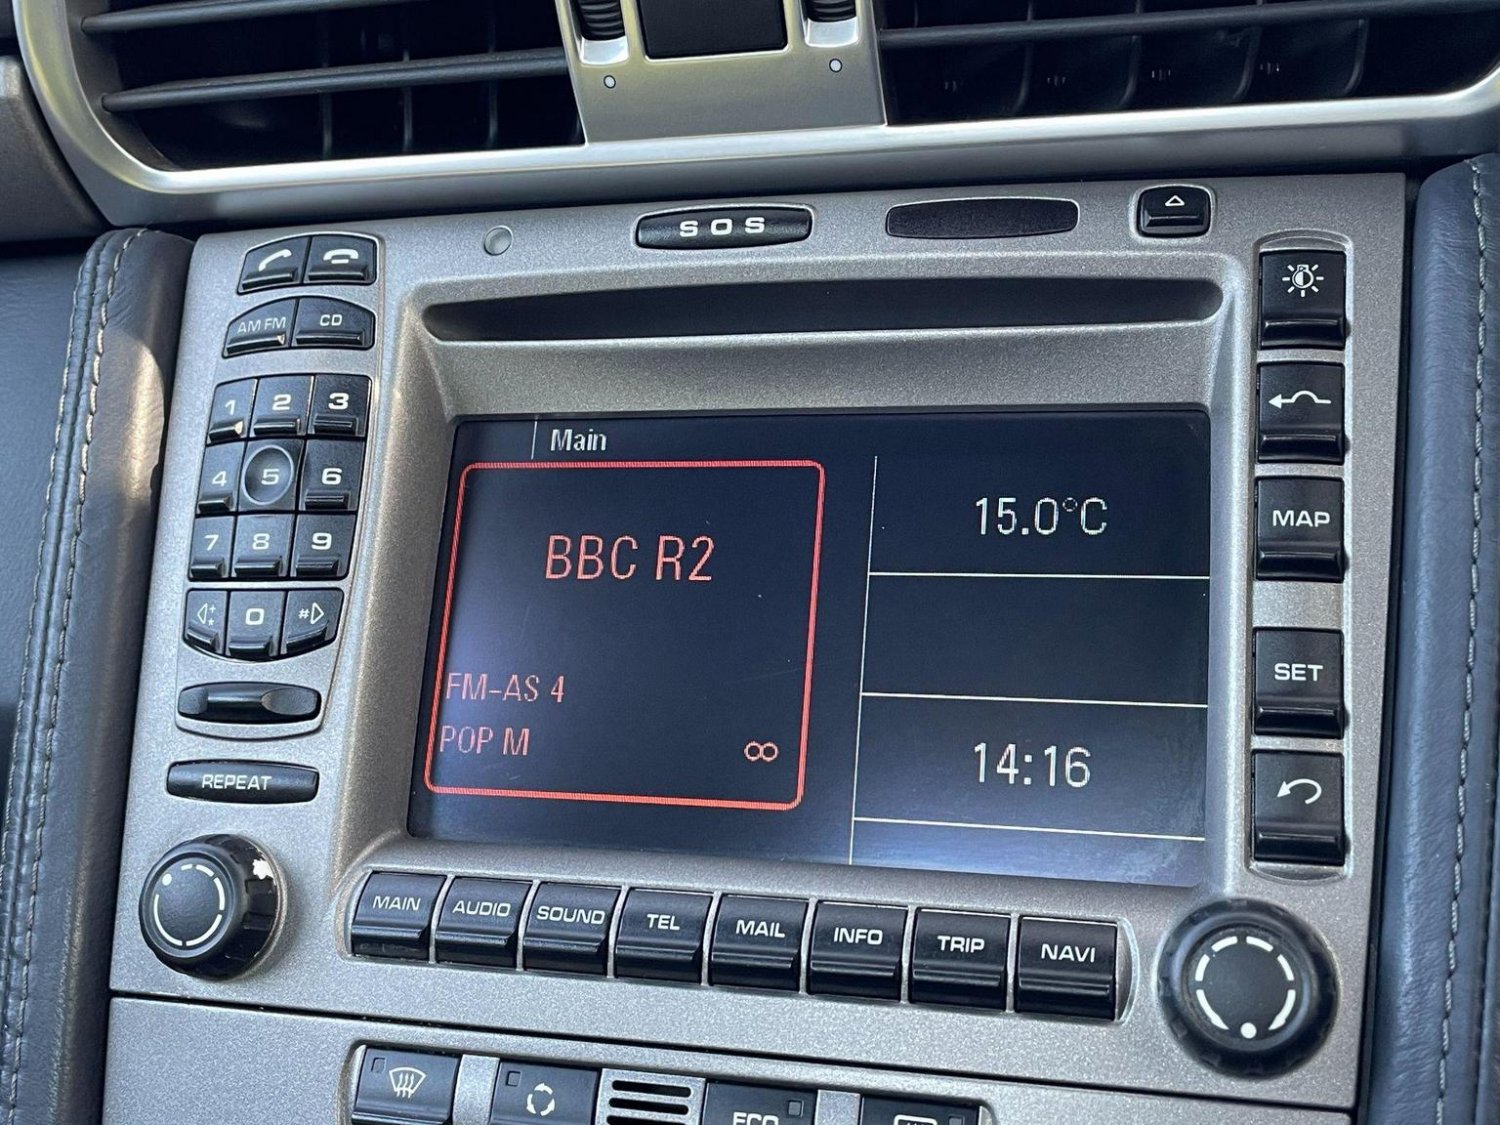 SOS
AM FM CD
1 2 3
4 5 6
7 8 9
+ * 0 #
REPEAT
Main
BBC R2
FM-AS 4
POP M
15.0°C
14:16
MAP
SET
MAIN AUDIO SOUND TEL MAIL INFO TRIP NAVI
ECO